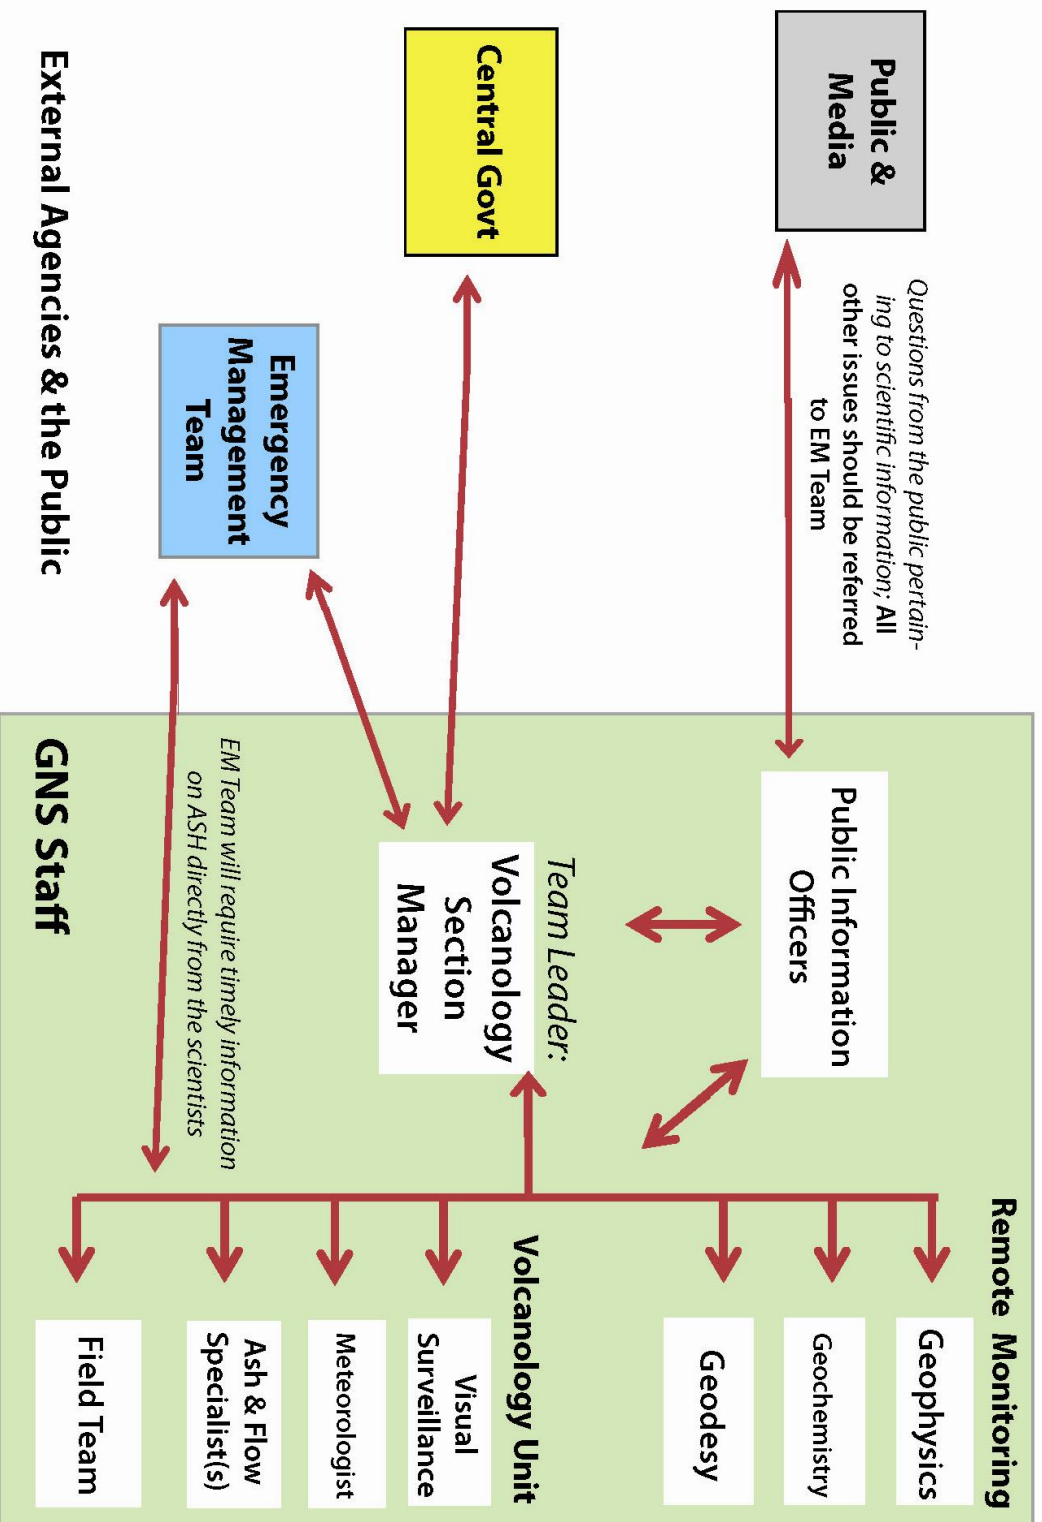 Public &
Media
Questions from the public pertain-
ing to scientific information; All
other issues should be referred
to EM Team
Central Govt
Emergency
Management
Team
External Agencies & the Public
Public Information
Officers
Team Leader:
Volcanology
Section
Manager
EM Team will require timely information
on ASH directly from the scientists
GNS Staff
Remote Monitoring
Geophysics
Geochemistry
Geodesy
Volcanology Unit
Visual
Surveillance
Meteorologist
Ash & Flow
Specialist(s)
Field Team